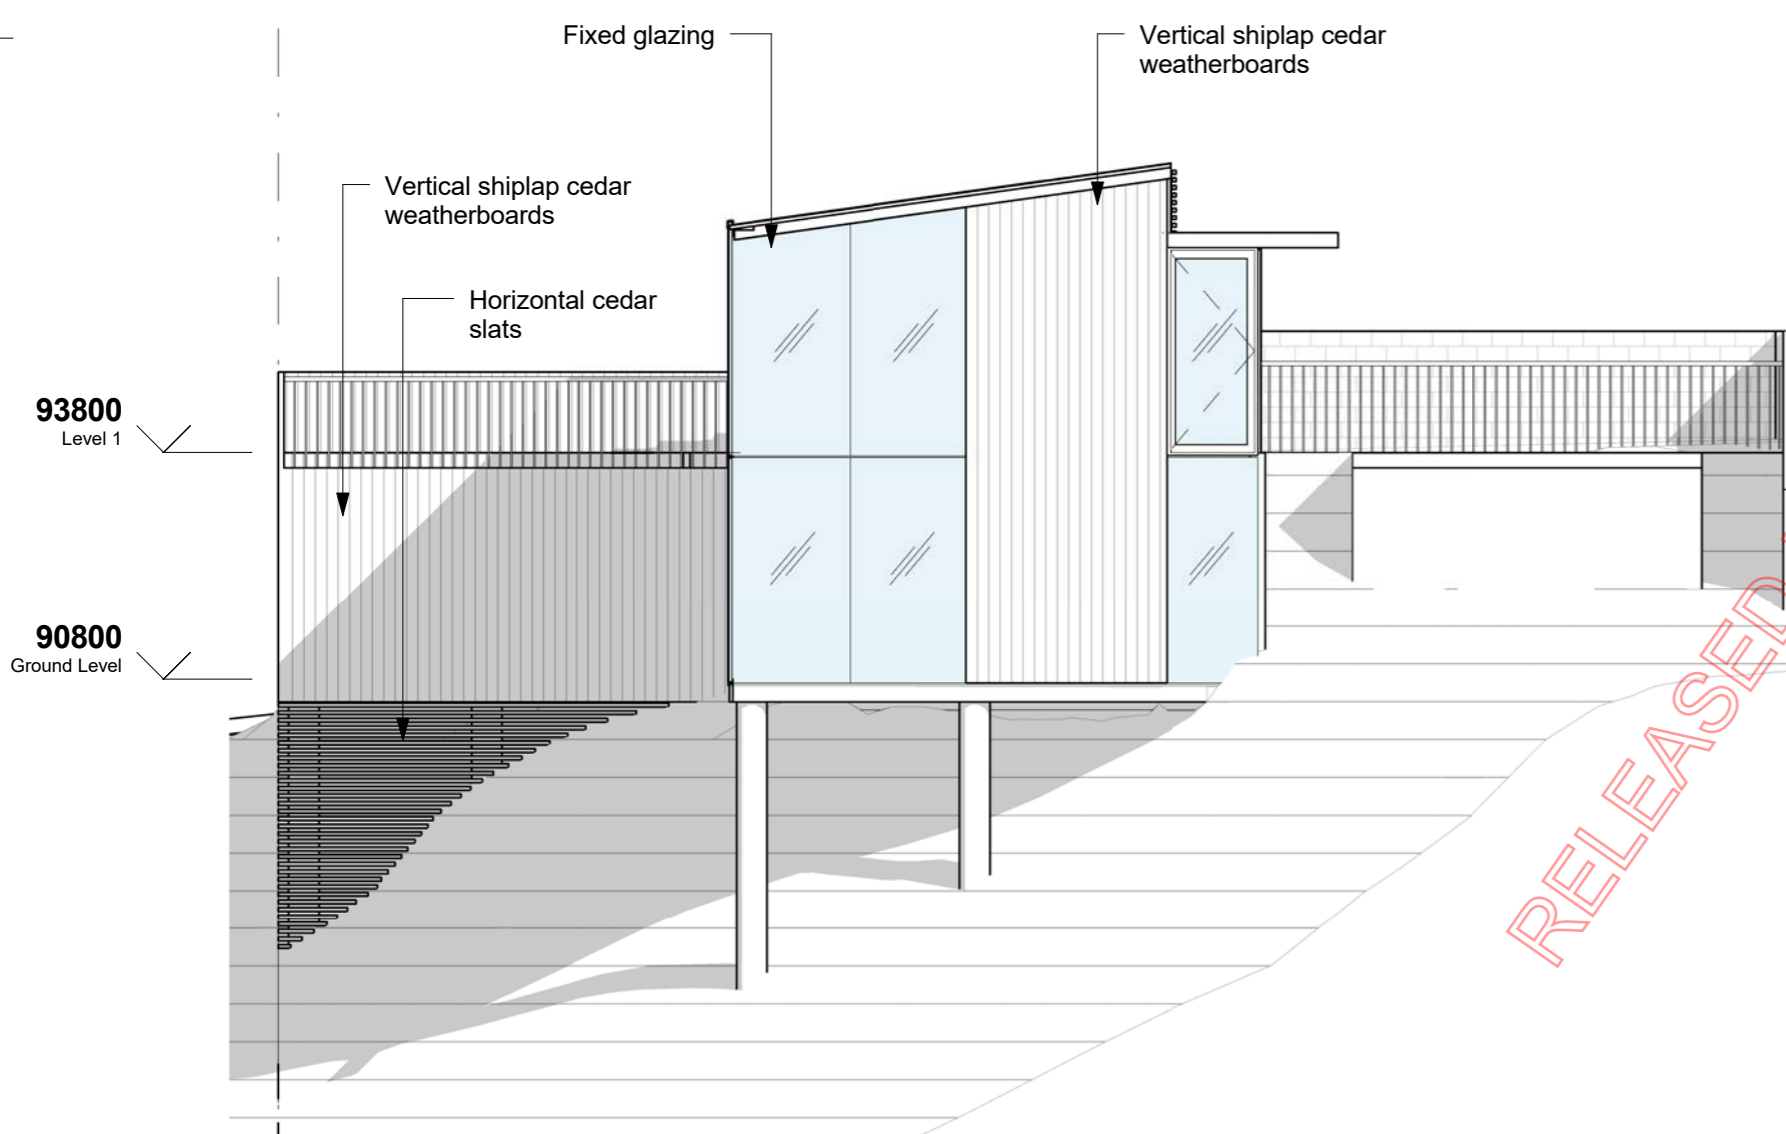 Fixed glazing
Vertical shiplap cedar
weatherboards
Vertical shiplap cedar
weatherboards
Horizontal cedar
slats
93800
Level 1
90800
Ground Level
RELEASED